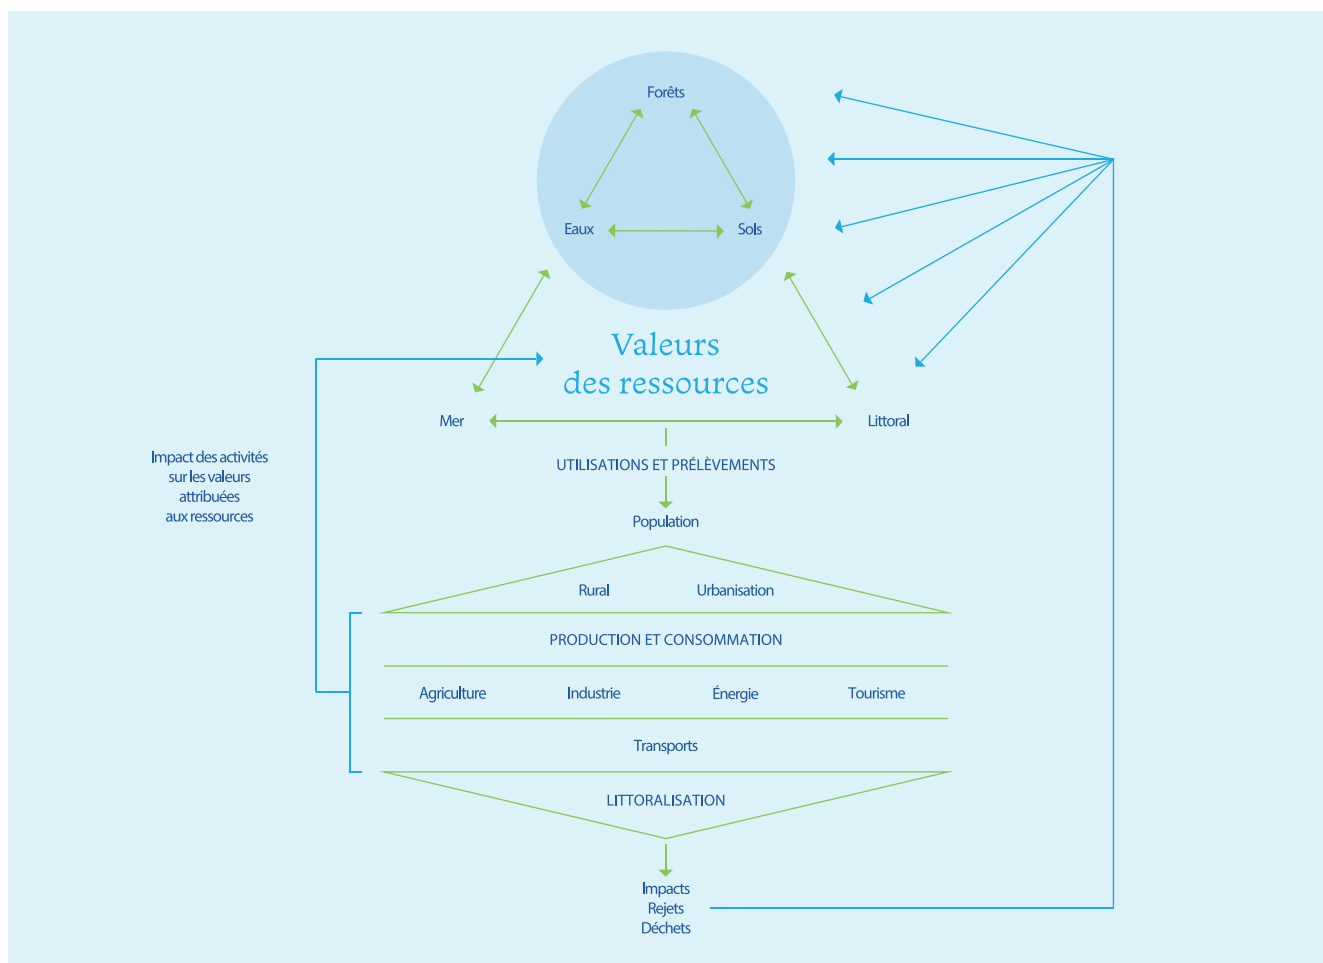 Forêts
Eaux
Sols
Valeurs
des ressources
Mer
Littoral
Impact des activités
sur les valeurs
attribuées
aux ressources
UTILISATIONS ET PRÉLÈVEMENTS
Population
Rural
Urbanisation
PRODUCTION ET CONSOMMATION
Agriculture
Industrie
Énergie
Tourisme
Transports
LITTORALISATION
Impacts
Rejets
Déchets